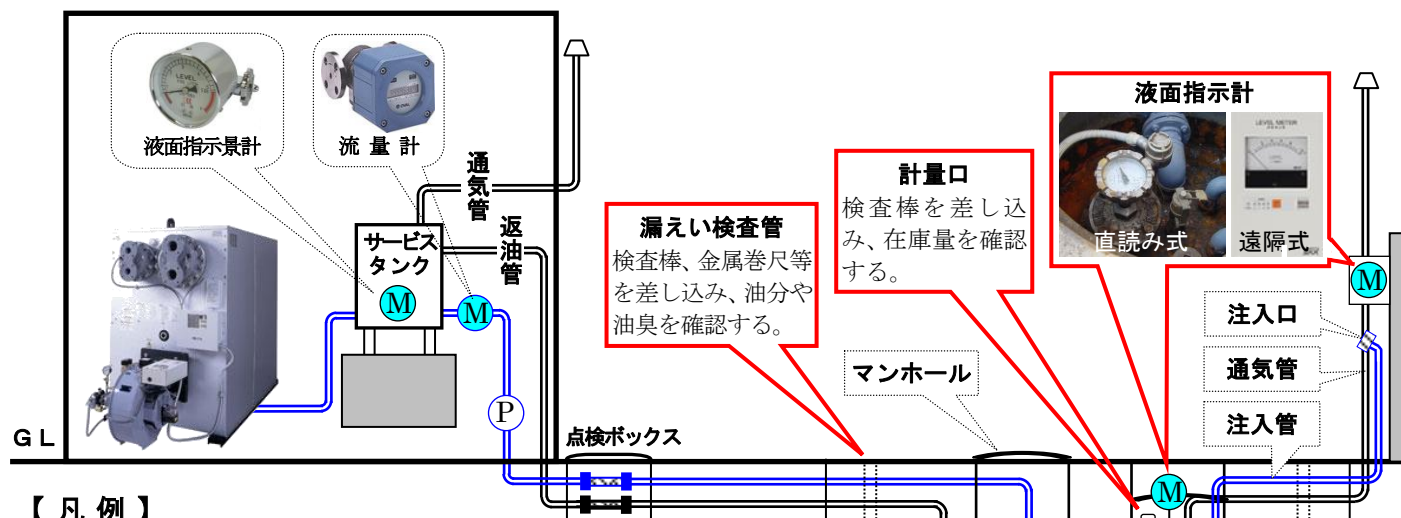 液面指示景計
流 量 計
通気管
返油管
サービス
タンク
M
M
P
GL
点検ボックス
漏えい検査管
検査棒、金属巻尺等
を差し込み、油分や
油臭を確認する。
計量口
検査棒を差し込
み、在庫量を確認
する。
マンホール
液面指示計
LEVEL METER
直読み式
遠隔式
M
注入口
通気管
注入管
M
【凡例】